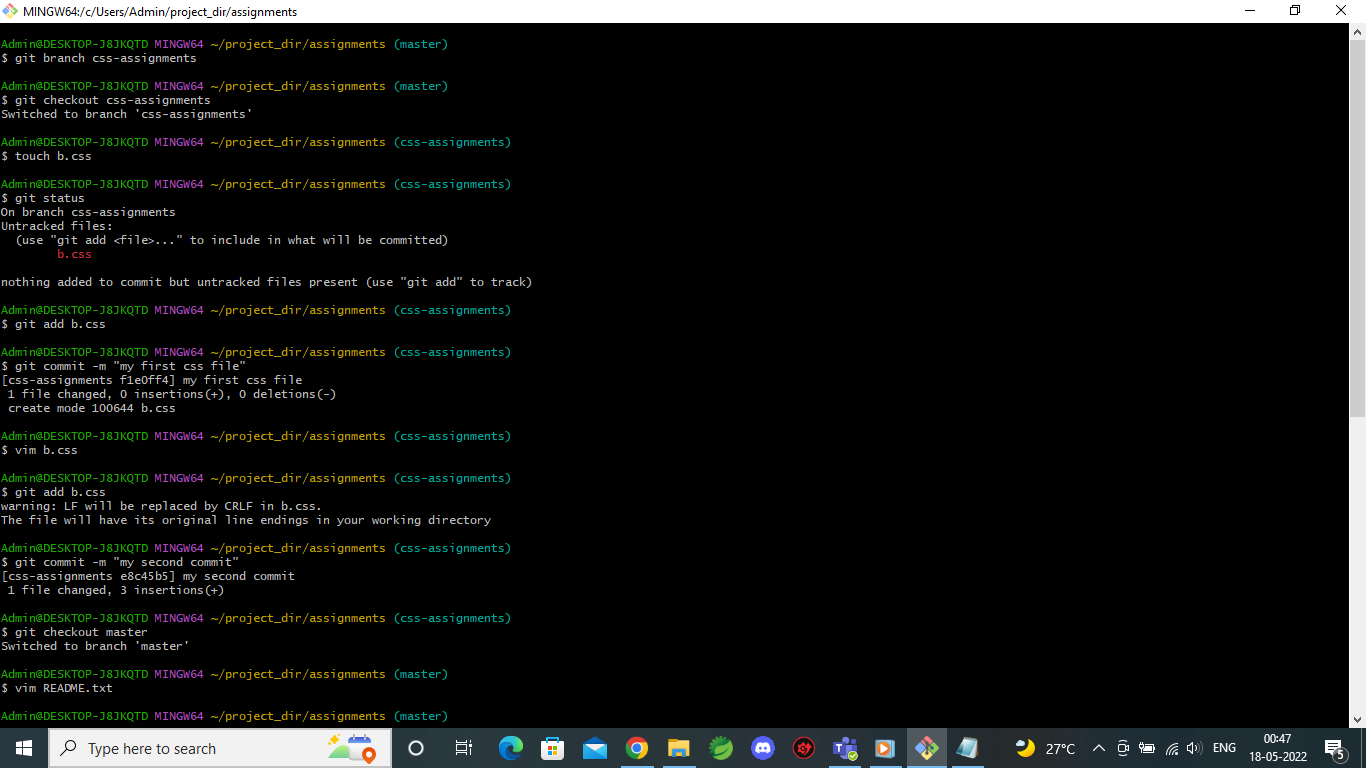 MINGW64:/c/Users/Admin/project_dir/assignments
Admin@DESKTOP-J8JKQTD MINGW64 ~/project_dir/assignments (master)
$ git branch css-assignments
Admin@DESKTOP-J8JKQTD MINGW64 ~/project_dir/assignments (master)
$ git checkout css-assignments
Switched to branch 'css-assignments'
Admin@DESKTOP-J8JKQTD MINGW64 ~/project_dir/assignments (css-assignments)
$ touch b.css
Admin@DESKTOP-J8JKQTD MINGW64 ~/project_dir/assignments (css-assignments)
$ git status
On branch css-assignments
Untracked files:
  (use "git add <file>..." to include in what will be committed)
        b.css
nothing added to commit but untracked files present (use "git add" to track)
Admin@DESKTOP-J8JKQTD MINGW64 ~/project_dir/assignments (css-assignments)
$ git add b.css
Admin@DESKTOP-J8JKQTD MINGW64 ~/project_dir/assignments (css-assignments)
$ git commit -m "my first css file"
[css-assignments f1e0ff4] my first css file
 1 file changed, 0 insertions(+), 0 deletions(-)
 create mode 100644 b.css
Admin@DESKTOP-J8JKQTD MINGW64 ~/project_dir/assignments (css-assignments)
$ vim b.css
Admin@DESKTOP-J8JKQTD MINGW64 ~/project_dir/assignments (css-assignments)
$ git add b.css
warning: LF will be replaced by CRLF in b.css.
The file will have its original line endings in your working directory
Admin@DESKTOP-J8JKQTD MINGW64 ~/project_dir/assignments (css-assignments)
$ git commit -m "my second commit"
[css-assignments e8c45b5] my second commit
 1 file changed, 3 insertions(+)
Admin@DESKTOP-J8JKQTD MINGW64 ~/project_dir/assignments (css-assignments)
$ git checkout master
Switched to branch 'master'
Admin@DESKTOP-J8JKQTD MINGW64 ~/project_dir/assignments (master)
$ vim README.txt
Admin@DESKTOP-J8JKQTD MINGW64 ~/project_dir/assignments (master)
Type here to search
27°C
ENG
00:47
18-05-2022
5